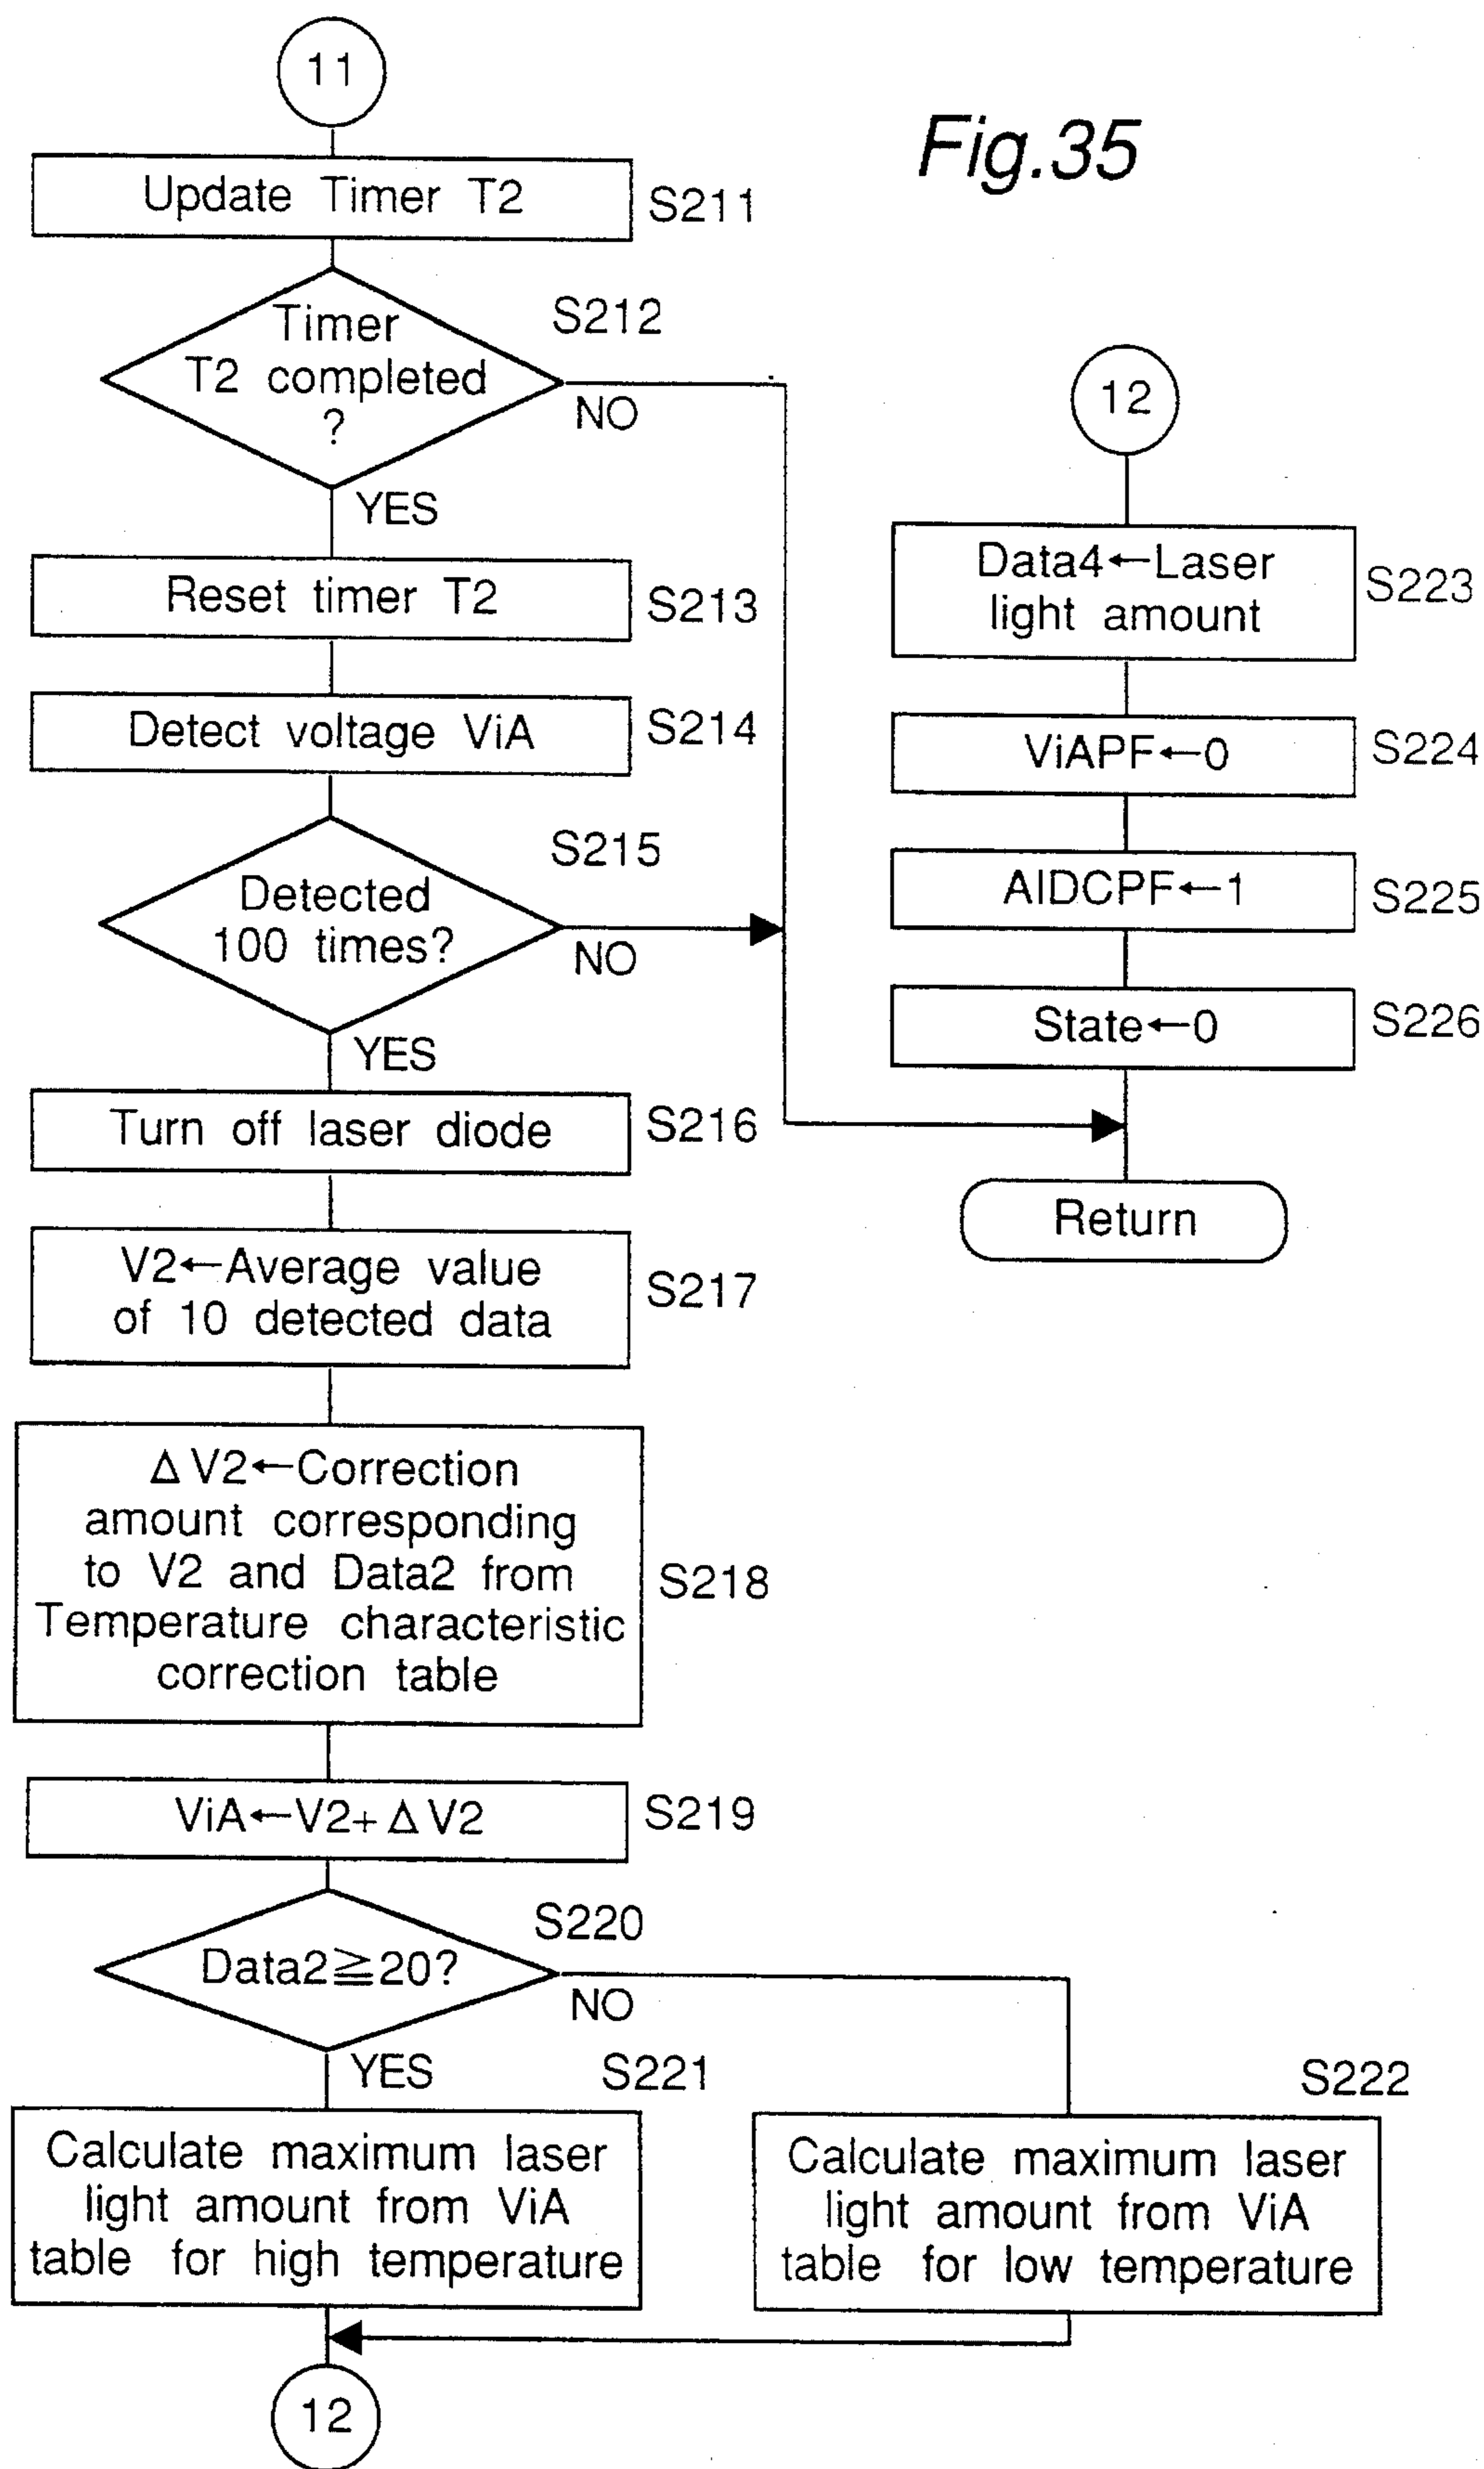 11
Fig.35
Update Timer T2
S211
Timer
T2 completed
?
S212
NO
YES
Reset timer T2
S213
Detect voltage ViA
S214
Detected
100 times?
S215
NO
YES
Turn off laser diode
S216
V2←Average value
of 10 detected data
S217
ΔV2←Correction
amount corresponding
to V2 and Data2 from
Temperature characteristic
correction table
S218
ViA←V2+ΔV2
S219
Data2≧20?
S220
NO
YES
S221
Calculate maximum laser
light amount from ViA
table for high temperature
S222
Calculate maximum laser
light amount from ViA
table for low temperature
12
12
Data4←Laser
light amount
S223
ViAPF←0
S224
AIDCPF←1
S225
State←0
S226
Return